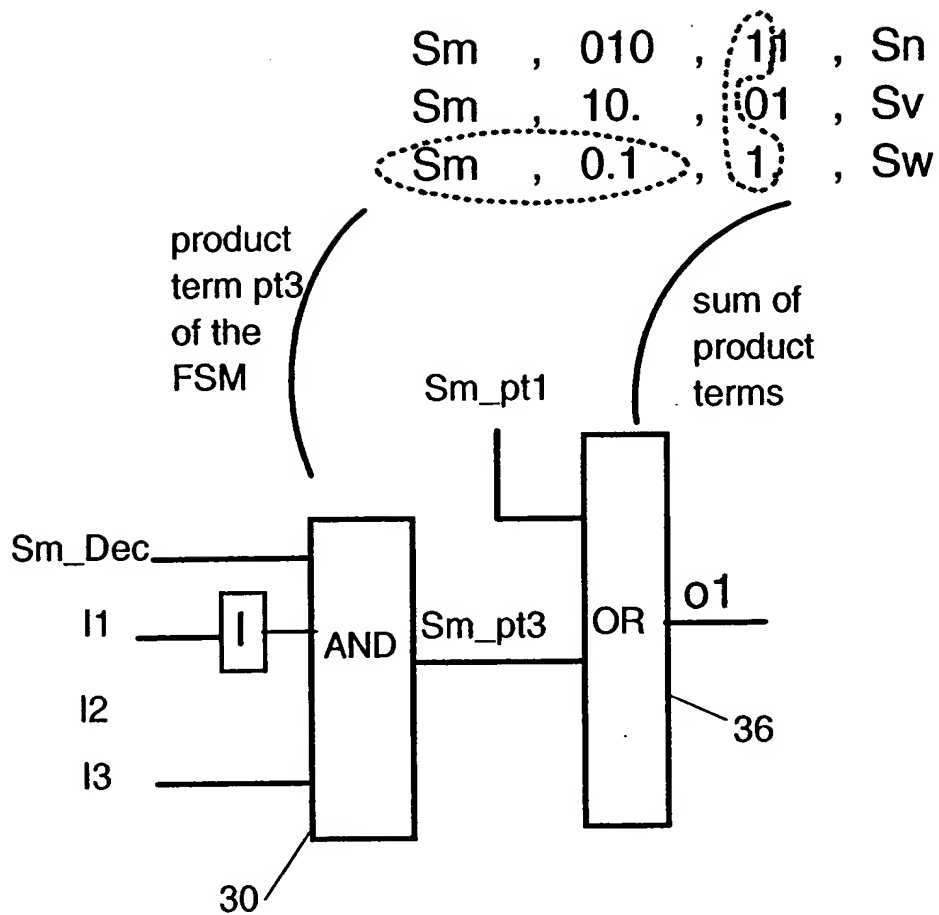 Sm , 010 , 11 , Sn
Sm , 10. , 01 , Sv
Sm , 0.1 , 1. , Sw
product
term pt3
of the
FSM
sum of
product
terms
Sm_pt1
Sm_Dec
I1
I
AND
Sm_pt3
OR
o1
I2
I3
36
30